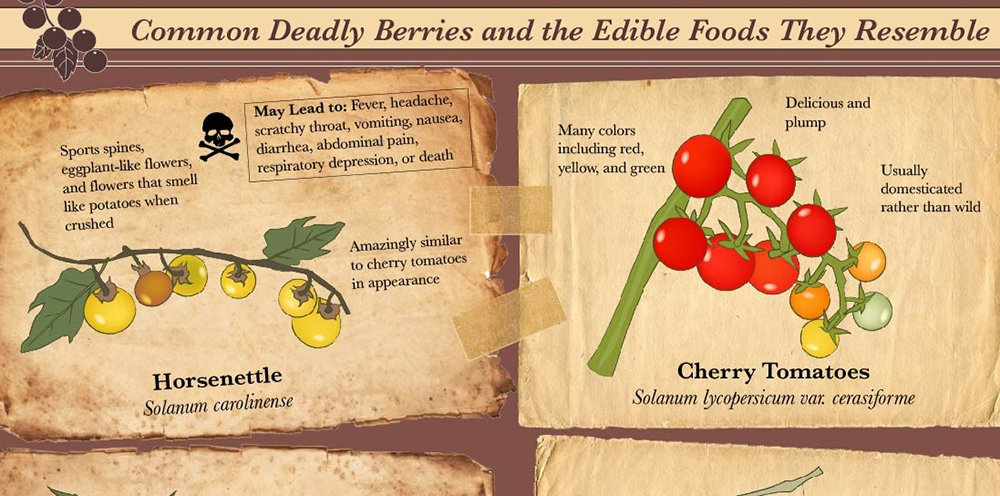 Common Deadly Berries and the Edible Foods They Resemble
May Lead to: Fever, headache,
scratchy throat, vomiting, nausea,
diarrhea, abdominal pain,
respiratory depression, or death
Sports spines,
eggplant-like flowers,
and flowers that smell
like potatoes when
crushed
Amazingly similar
to cherry tomatoes
in appearance
Horsenettle
Solanum carolinense
Delicious and
plump
Many colors
including red,
yellow, and green
Usually
domesticated
rather than wild
Cherry Tomatoes
Solanum lycopersicum var. cerasiforme